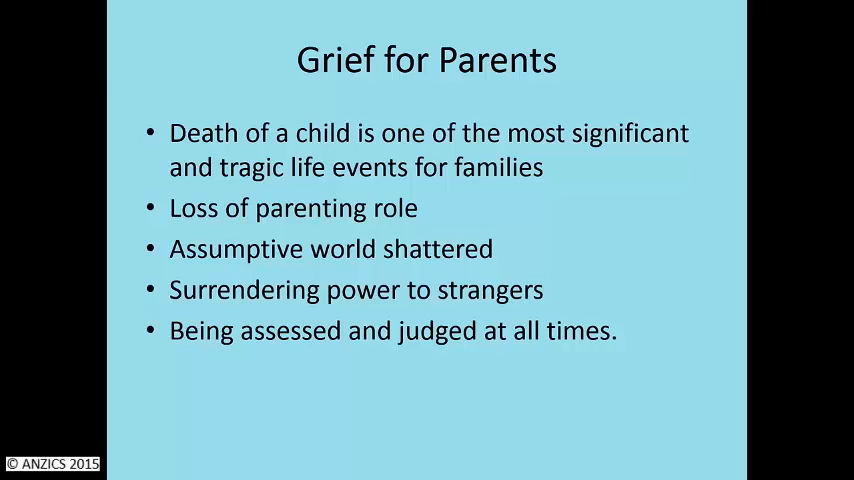 Grief for Parents
• Death of a child is one of the most significant
and tragic life events for families
• Loss of parenting role
• Assumptive world shattered
• Surrendering power to strangers
• Being assessed and judged at all times.
© ANZICS 2015